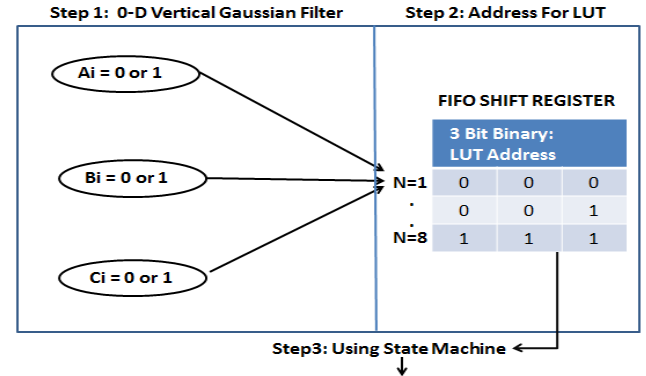 Step 1: 0-D Vertical Gaussian Filter
Step 2: Address For LUT
Ai = 0 or 1
Bi = 0 or 1
Ci = 0 or 1
FIFO SHIFT REGISTER
3 Bit Binary:
LUT Address
N=1 0 0 0
. 0 0 1
.
N=8 1 1 1
Step3: Using State Machine